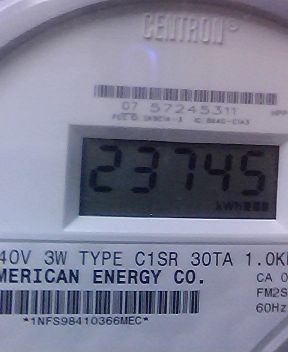 CENTRON®
07 57245311
23745
kWh
40V 3W TYPE C1SR 30TA 1.0K
MERICAN ENERGY CO.
CA 0
FM2S
60Hz
*1NFS98410366MEC*